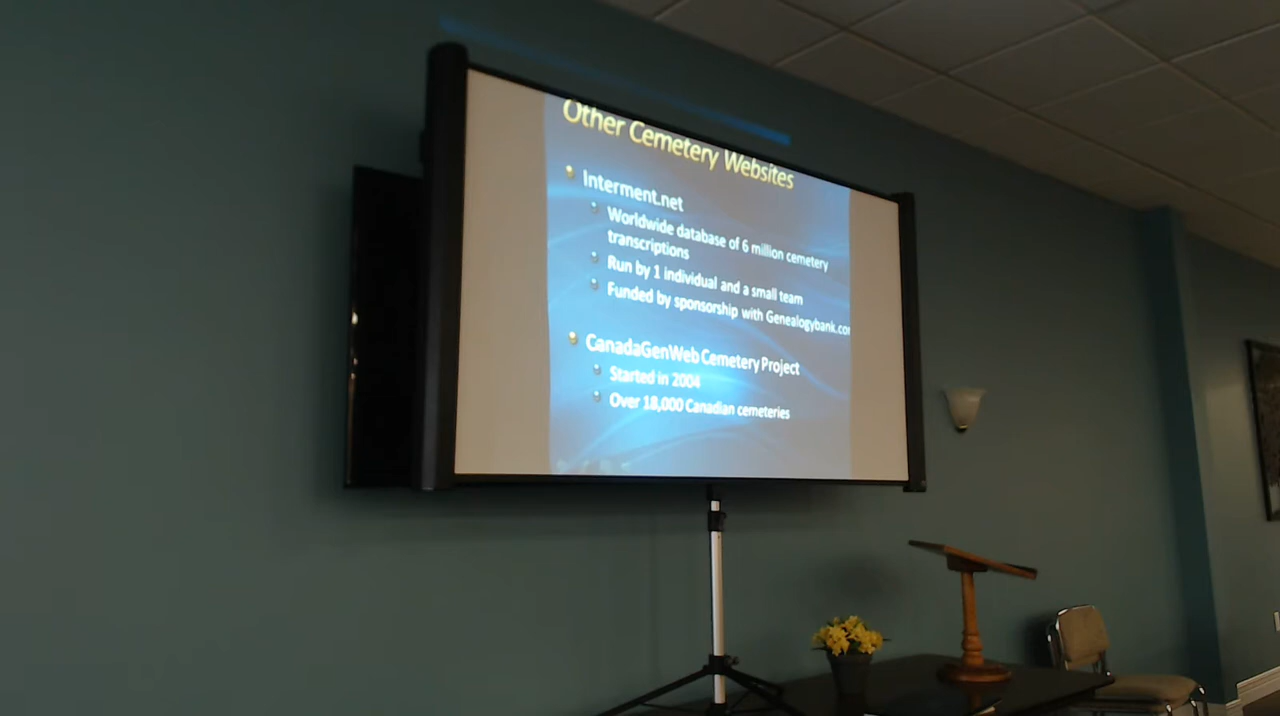 Other Cemetery Websites
Interment.net
Worldwide database of 6 million cemetery
transcriptions
Run by 1 individual and a small team
Funded by sponsorship with Genealogybank.co
CanadaGenWeb Cemetery Project
Started in 2004
Over 18,000 Canadian cemeteries